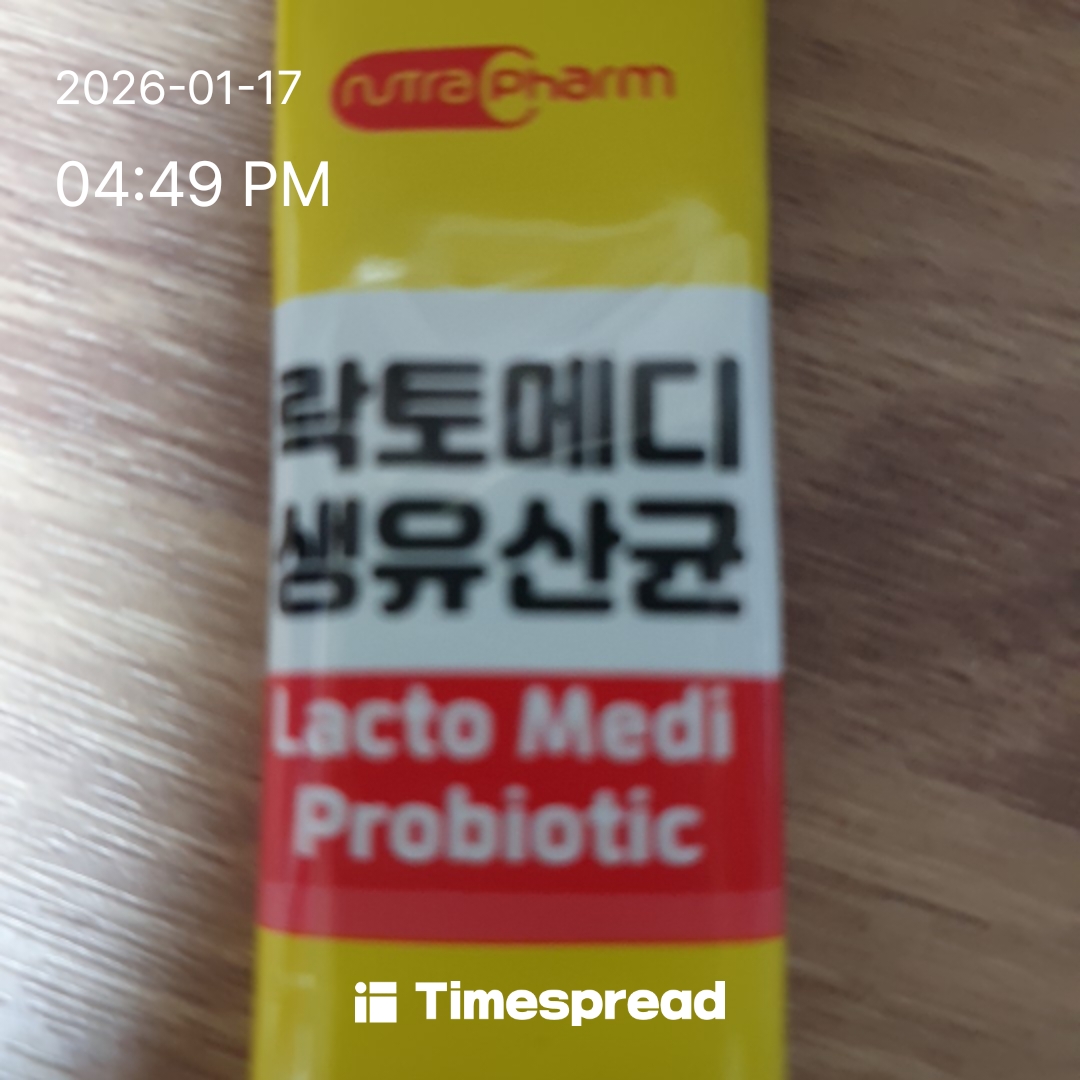 2026-01-17
04:49 PM
nutraPharm
락토메디
생유산균
Lacto Medi
Probiotic
Timespread